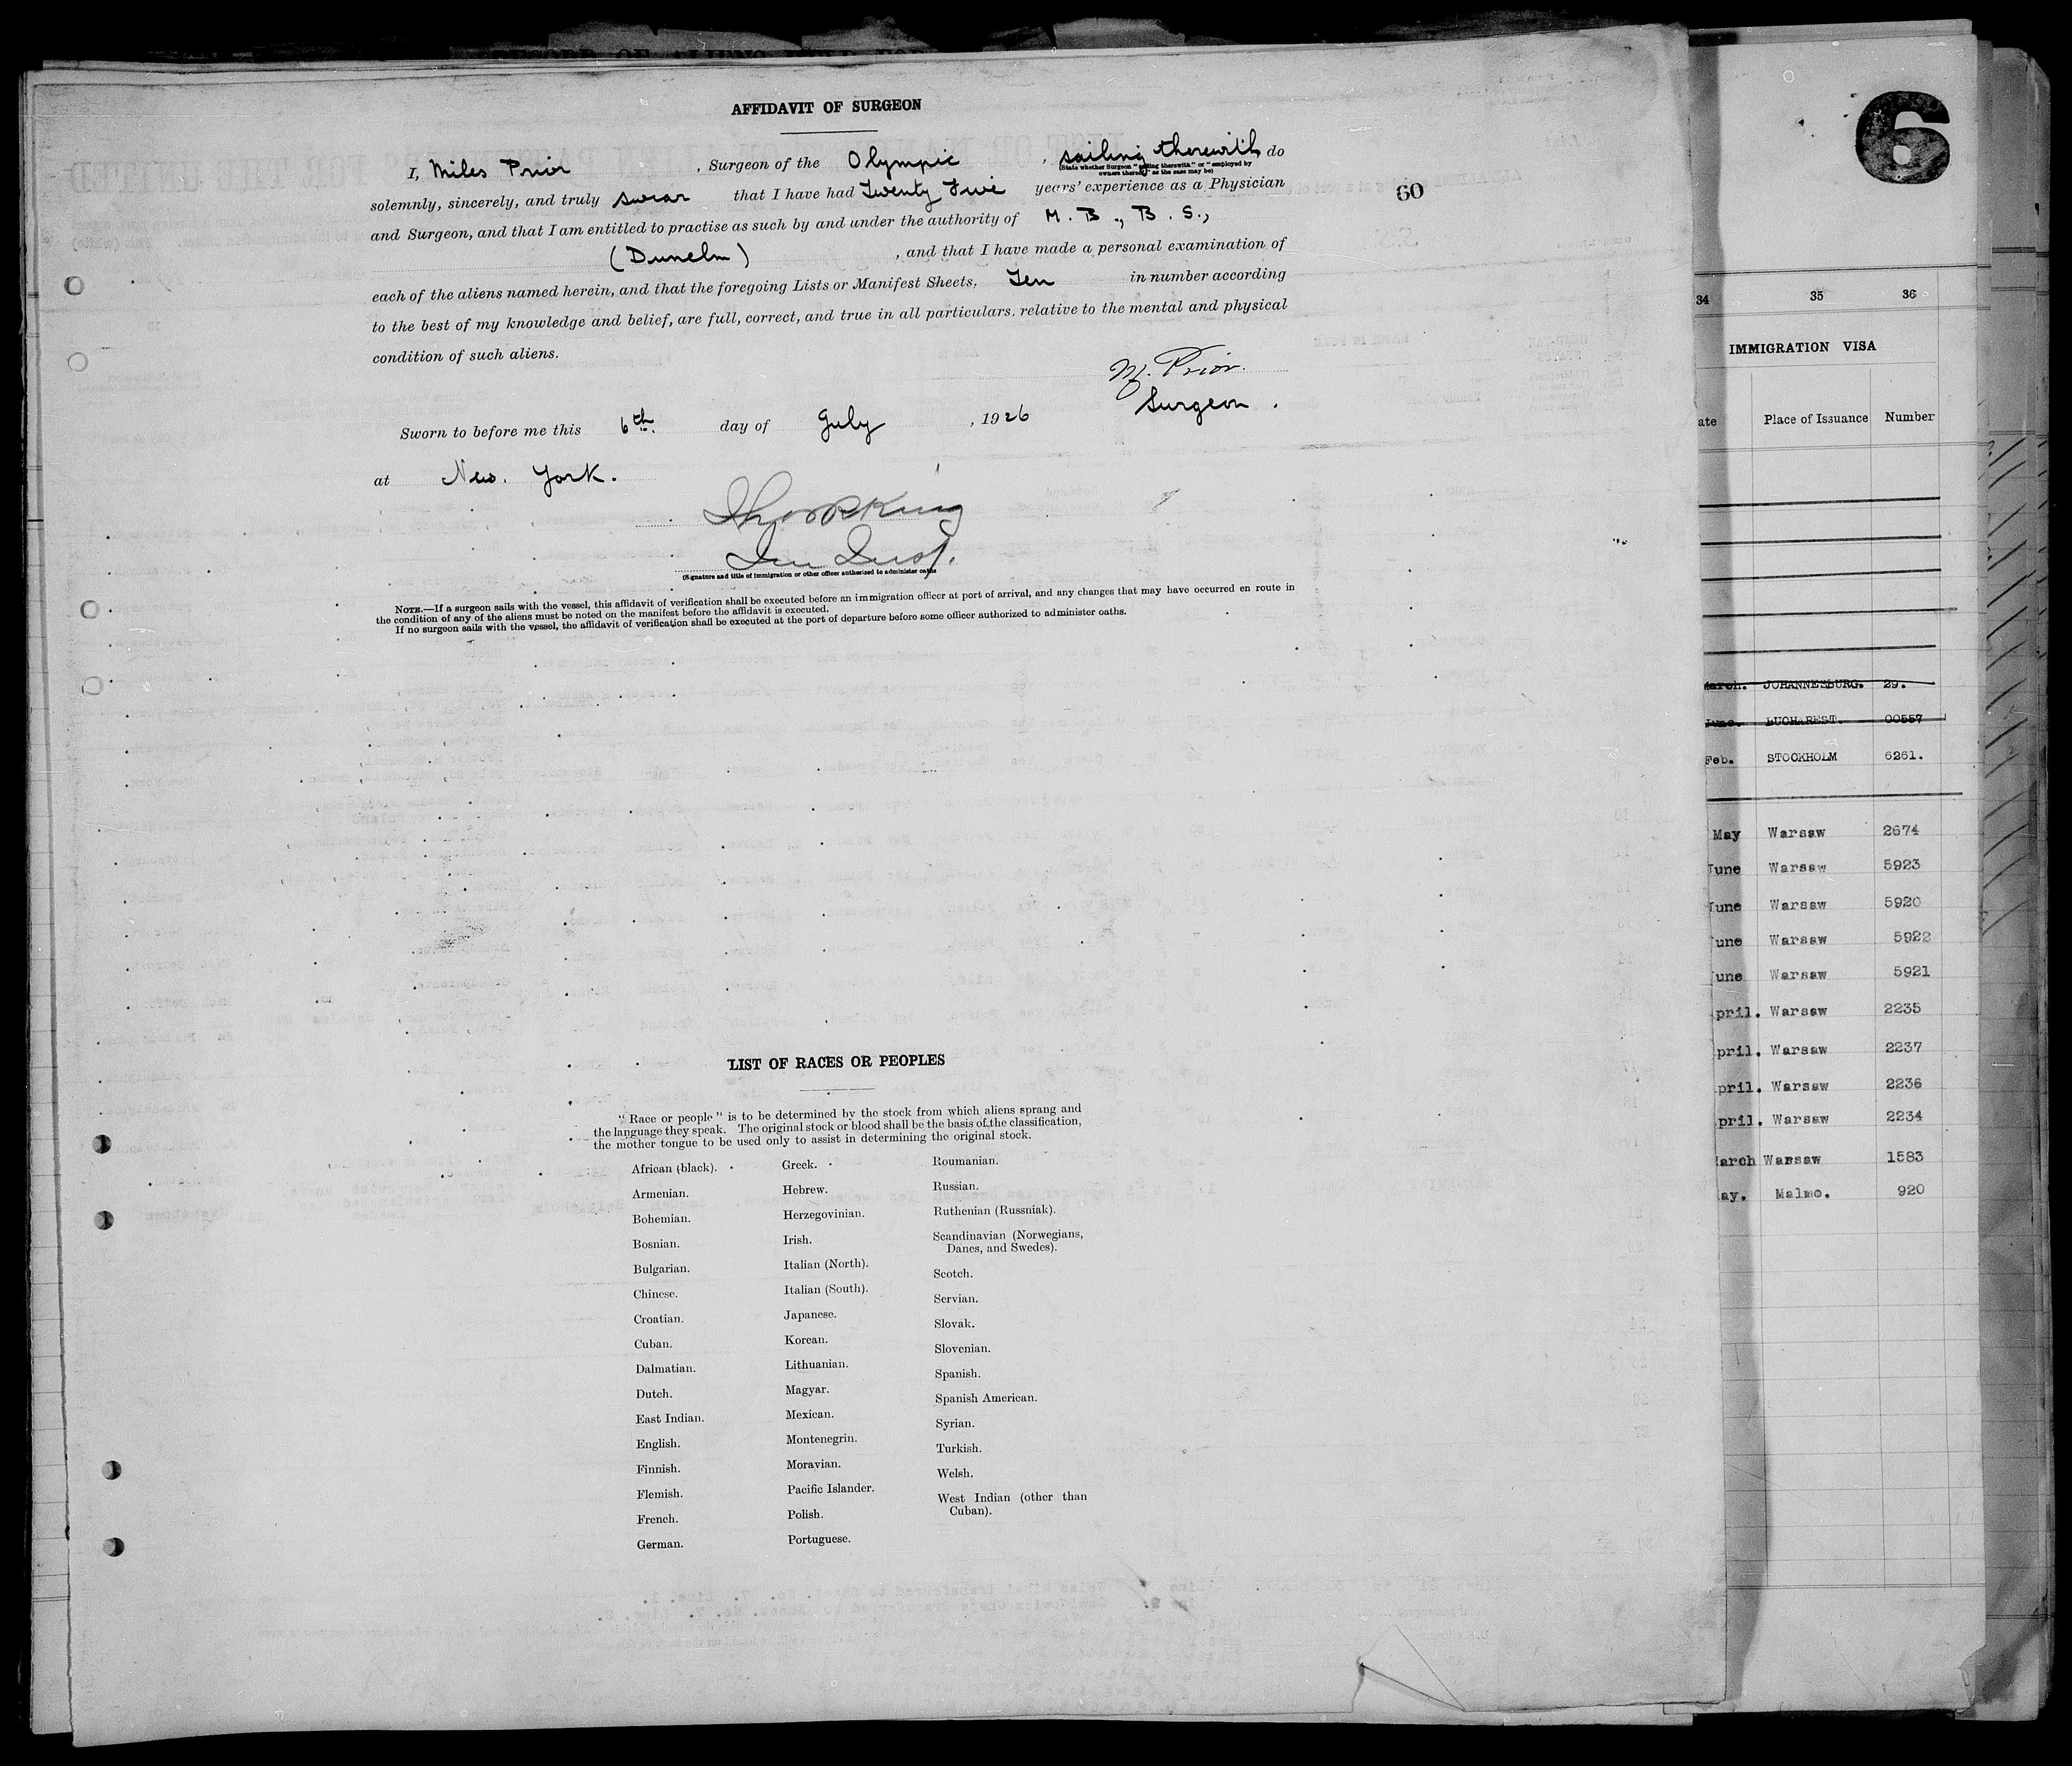 AFFIDAVIT OF SURGEON
I, Miles Prior, Surgeon of the Olympic, sailing therewith do
(State whether Surgeon "sailing therewith" or "employed by
owners thereof," as the case may be)
solemnly, sincerely, and truly swear that I have had Twenty Five years' experience as a Physician
and Surgeon, and that I am entitled to practise as such by and under the authority of M. B., B. S.,
(Dunelm), and that I have made a personal examination of
each of the aliens named herein, and that the foregoing Lists or Manifest Sheets, Ten in number according
to the best of my knowledge and belief, are full, correct, and true in all particulars, relative to the mental and physical
condition of such aliens.
M. Prior.
Surgeon.
Sworn to before me this 6th. day of July, 1926
at New. York.
(Signature and title of immigration or other officer authorized to administer oaths
NOTE.—If a surgeon sails with the vessel, this affidavit of verification shall be executed before an immigration officer at port of arrival, and any changes that may have occurred en route in
the condition of any of the aliens must be noted on the manifest before the affidavit is executed.
If no surgeon sails with the vessel, the affidavit of verification shall be executed at the port of departure before some officer authorized to administer oaths.
LIST OF RACES OR PEOPLES
"Race or people" is to be determined by the stock from which aliens sprang and
the language they speak. The original stock or blood shall be the basis of the classification,
the mother tongue to be used only to assist in determining the original stock.
African (black).
Armenian.
Bohemian.
Bosnian.
Bulgarian.
Chinese.
Croatian.
Cuban.
Dalmatian.
Dutch.
East Indian.
English.
Finnish.
Flemish.
French.
German.
Greek.
Hebrew.
Herzegovinian.
Irish.
Italian (North).
Italian (South).
Japanese.
Korean.
Lithuanian.
Magyar.
Mexican.
Montenegrin.
Moravian.
Pacific Islander.
Polish.
Portuguese.
Roumanian.
Russian.
Ruthenian (Russniak).
Scandinavian (Norwegians,
Danes, and Swedes).
Scotch.
Servian.
Slovak.
Slovenian.
Spanish.
Spanish American.
Syrian.
Turkish.
Welsh.
West Indian (other than
Cuban).
60
6
34 35 36
IMMIGRATION VISA
ate Place of Issuance Number
March. JOHANNESBURG. 29.
June. BUCHAREST. 00557
Feb. STOCKHOLM 6261.
May Warsaw 2674
June Warsaw 5923
June Warsaw 5920
June Warsaw 5922
une Warsaw 5921
pril. Warsaw 2235
pril. Warsaw 2237
pril. Warsaw 2236
pril. Warsaw 2234
arch Warsaw 1583
ay. Malmo. 920